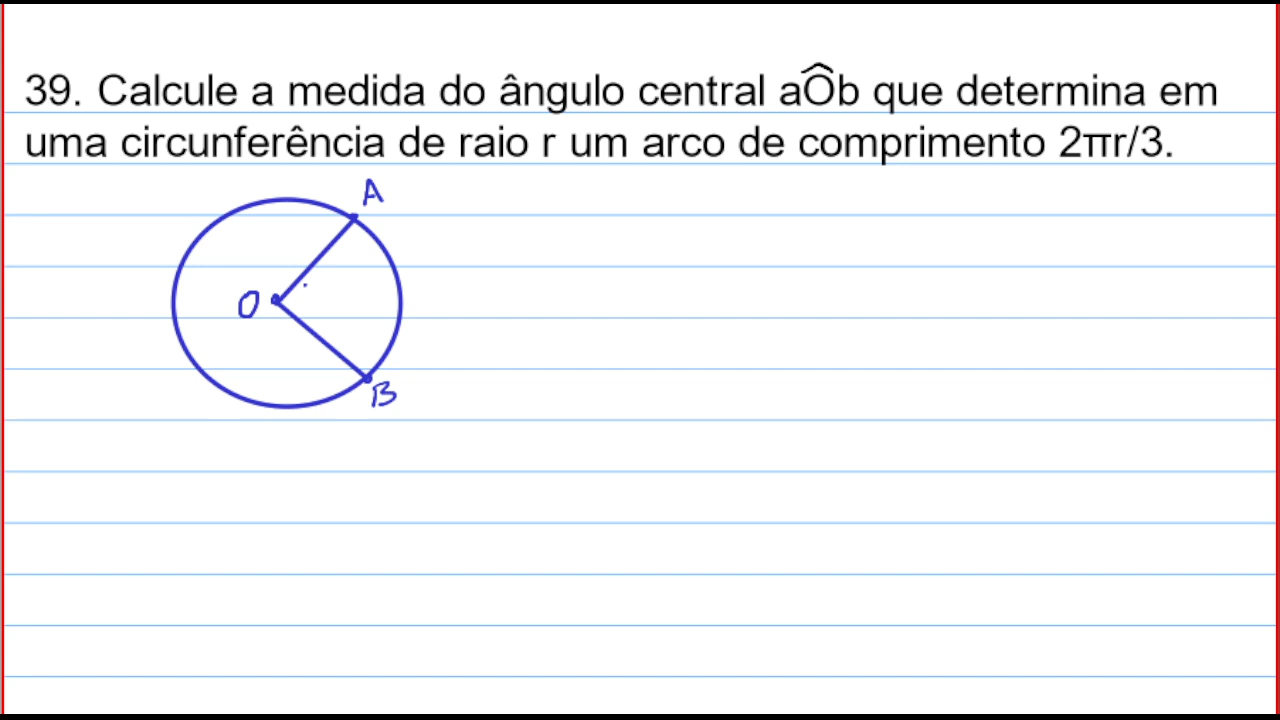 39. Calcule a medida do ângulo central aÔb que determina em
uma circunferência de raio r um arco de comprimento 2πr/3.
A
O
B